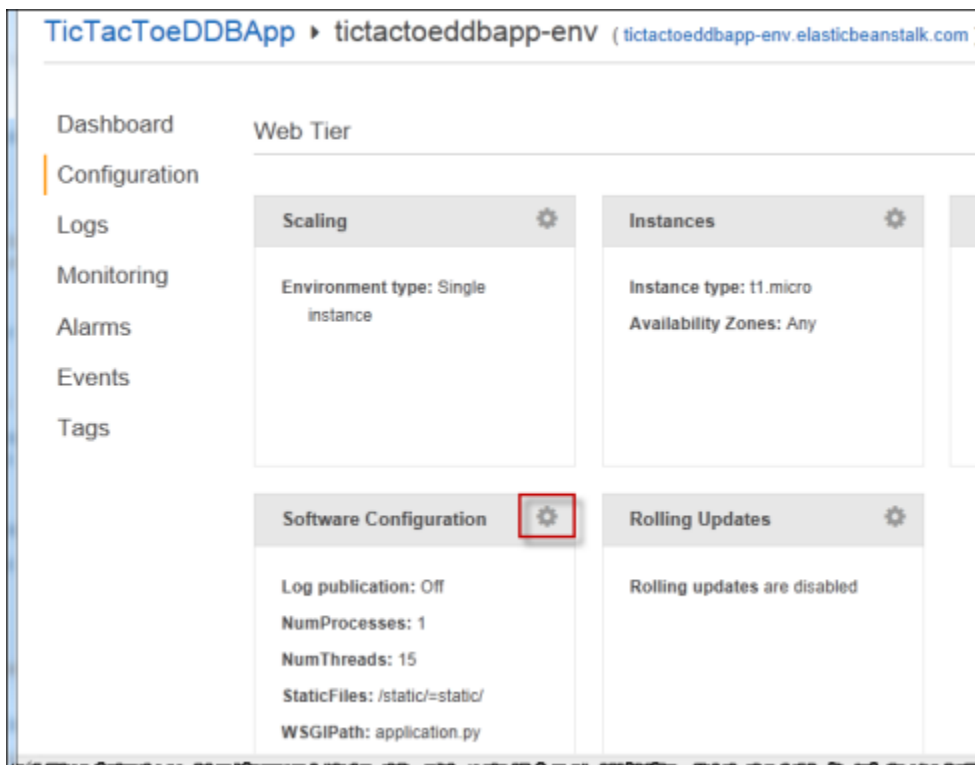 TicTacToeDDBApp ▸ tictactoeddbapp-env ( tictactoeddbapp-env.elasticbeanstalk.com )
Dashboard
Configuration
Logs
Monitoring
Alarms
Events
Tags
Web Tier
Scaling
Environment type: Single
instance
Instances
Instance type: t1.micro
Availability Zones: Any
Software Configuration
Log publication: Off
NumProcesses: 1
NumThreads: 15
StaticFiles: /static/=static/
WSGIPath: application.py
Rolling Updates
Rolling updates are disabled